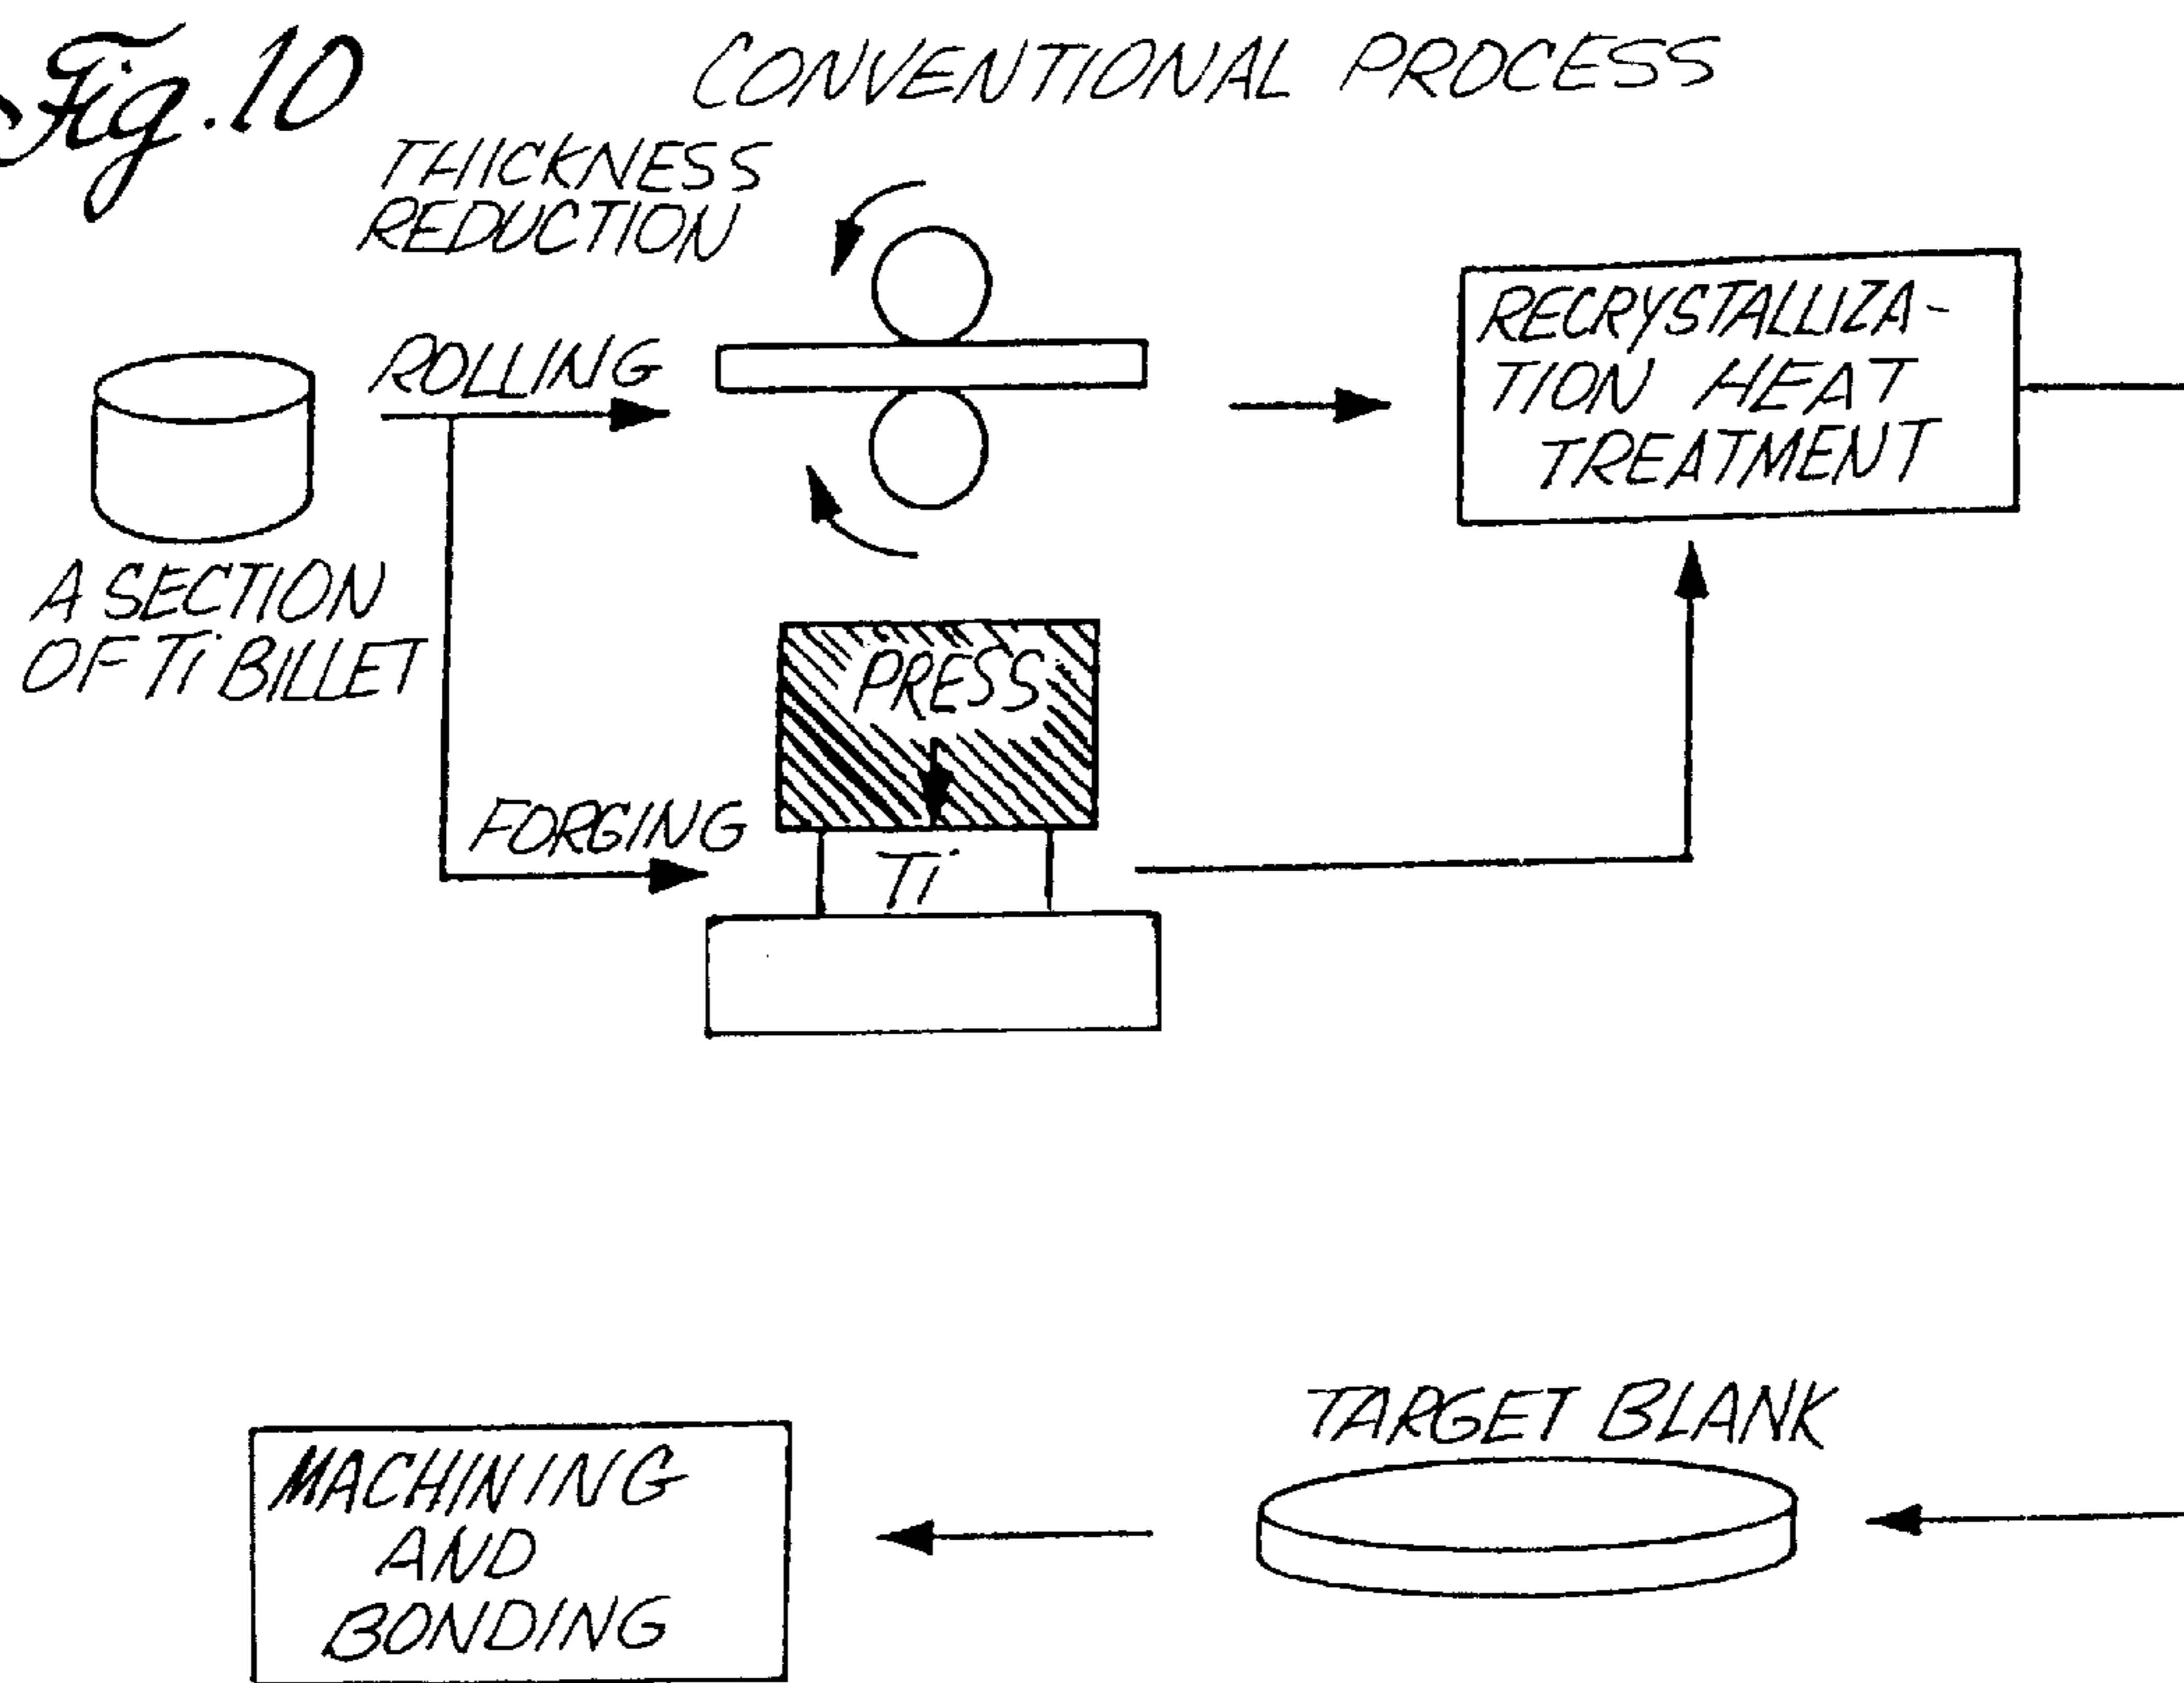 Fig. 10
CONVENTIONAL PROCESS
THICKNESS
REDUCTION
ROLLING
RECRYSTALLIZA-
TION HEAT
TREATMENT
A SECTION
OF Ti BILLET
PRESS
FORGING
Ti
TARGET BLANK
MACHINING
AND
BONDING